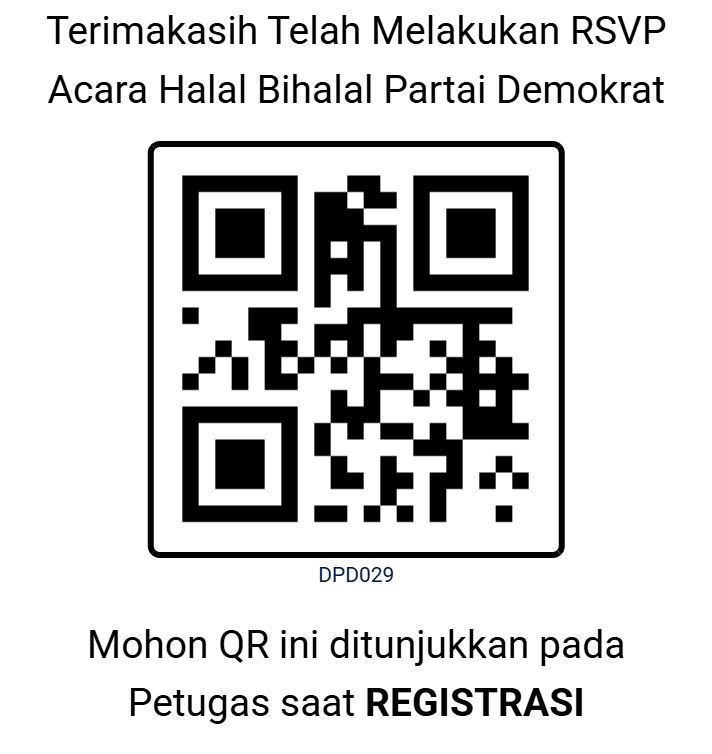 Terimakasih Telah Melakukan RSVP
Acara Halal Bihalal Partai Demokrat
DPD029
Mohon QR ini ditunjukkan pada
Petugas saat REGISTRASI